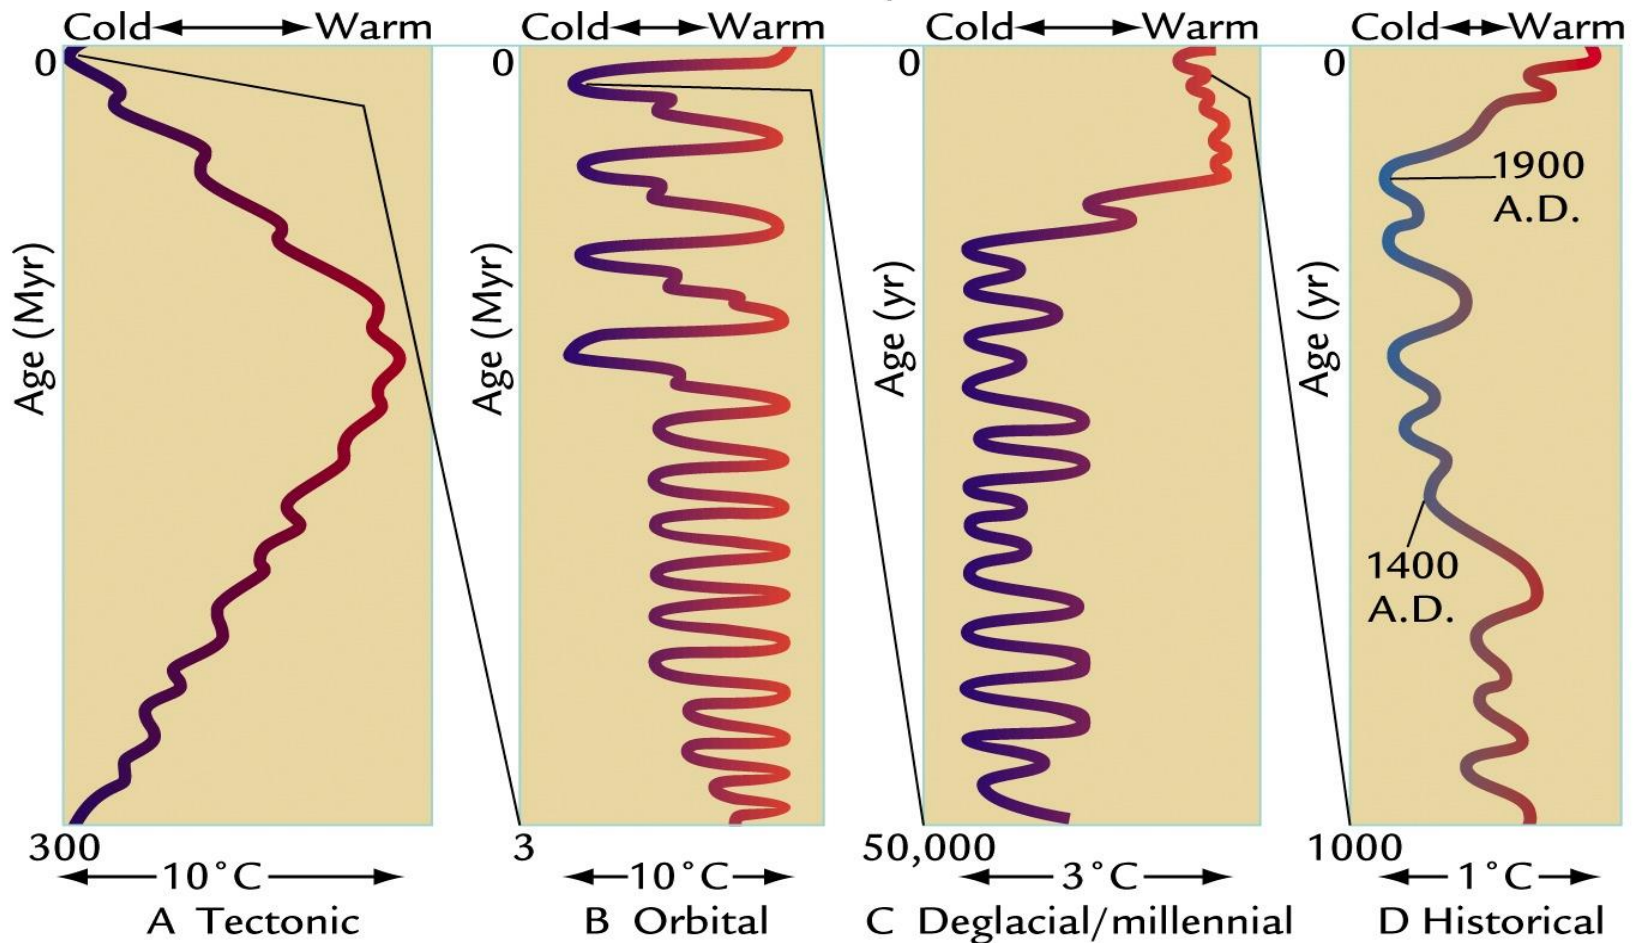 Cold Warm
Cold Warm
Cold Warm
Cold Warm
0
0
0
0
Age (Myr)
Age (Myr)
Age (yr)
Age (yr)
1900
A.D.
1400
A.D.
300
3
50,000
1000
10°C
10°C
3°C
1°C
A Tectonic
B Orbital
C Deglacial/millennial
D Historical